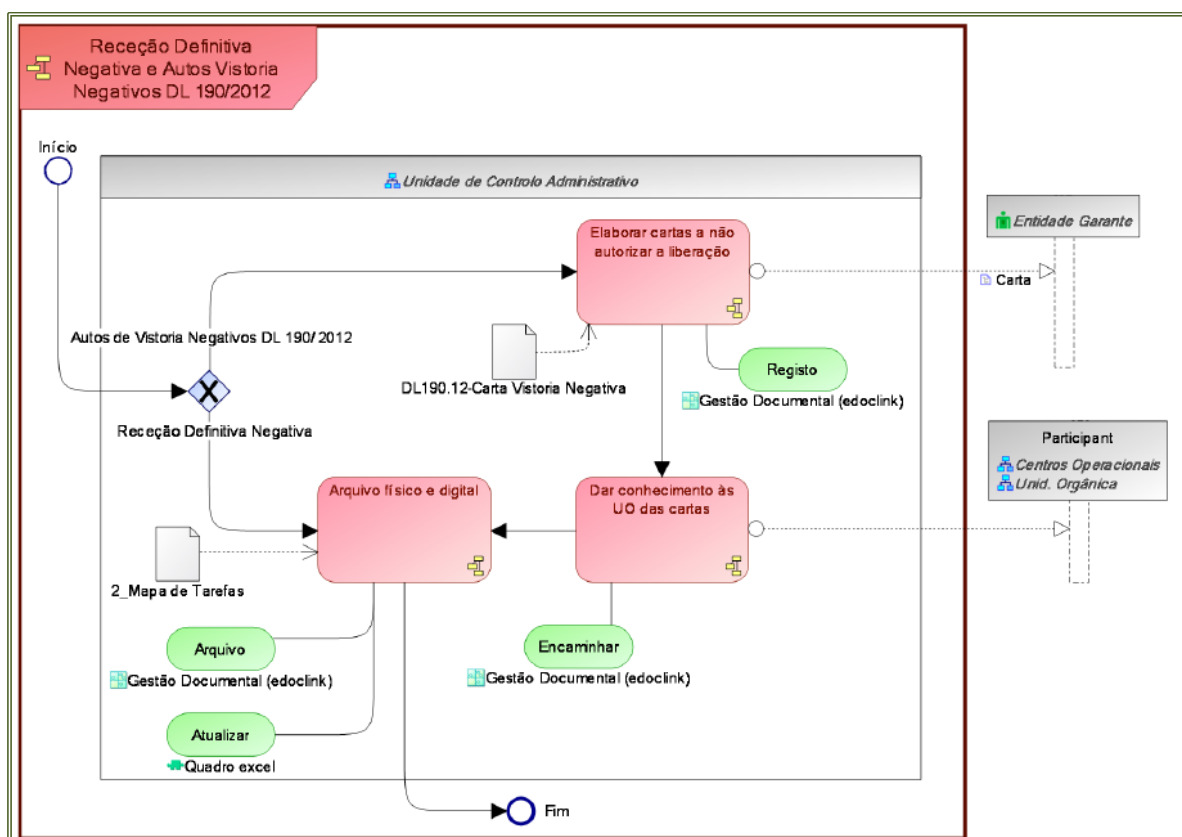 Receção Definitiva
Negativa e Autos Vistoria
Negativos DL 190/2012
Início
Unidade de Controlo Administrativo
Elaborar cartas a não
autorizar a liberação
Entidade Garante
Carta
Autos de Vistoria Negativos DL 190/2012
DL190.12-Carta Vistoria Negativa
Registo
Gestão Documental (edoclink)
Receção Definitiva Negativa
Participant
Centros Operacionais
Unid. Orgânica
Arquivo físico e digital
Dar conhecimento às
UO das cartas
2_Mapa de Tarefas
Arquivo
Gestão Documental (edoclink)
Encaminhar
Gestão Documental (edoclink)
Atualizar
Quadro excel
Fim